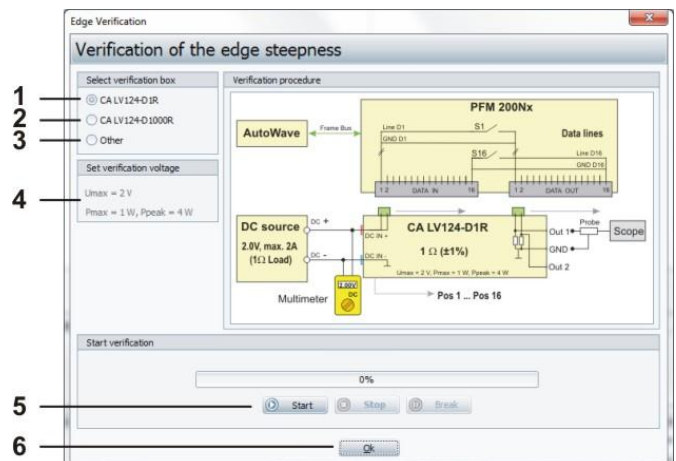 Edge Verification
Verification of the edge steepness
Select verification box
1 CA LV124-D1R
2 CA LV124-D1000R
3 Other
Set verification voltage
4
Umax = 2 V
Pmax = 1 W, Ppeak = 4 W
Verification procedure
PFM 200Nx
AutoWave
Frame Bus
Line D1
S1
Data lines
GND D1
S16
Line D16
GND D16
1 2 DATA IN 16
1 2 DATA OUT 16
DC source
2.0V, max. 2A
(1Ω Load)
DC +
DC -
DC IN +
DC IN -
CA LV124-D1R
1 Ω (±1%)
Umax = 2 V, Pmax = 1 W, Ppeak = 4 W
Out 1
GND
Out 2
Probe
Scope
2.00V
DC
Multimeter
Pos 1 ... Pos 16
Start verification
0%
5 Start Stop Break
6 Ok